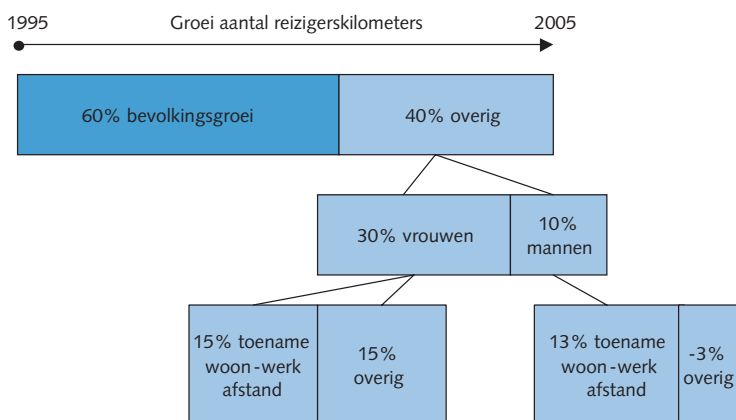 1995 Groei aantal reizigerskilometers 2005
60% bevolkingsgroei
40% overig
30% vrouwen
10%
mannen
15% toename
woon-werk
afstand
15%
overig
13% toename
woon-werk
afstand
-3%
overig